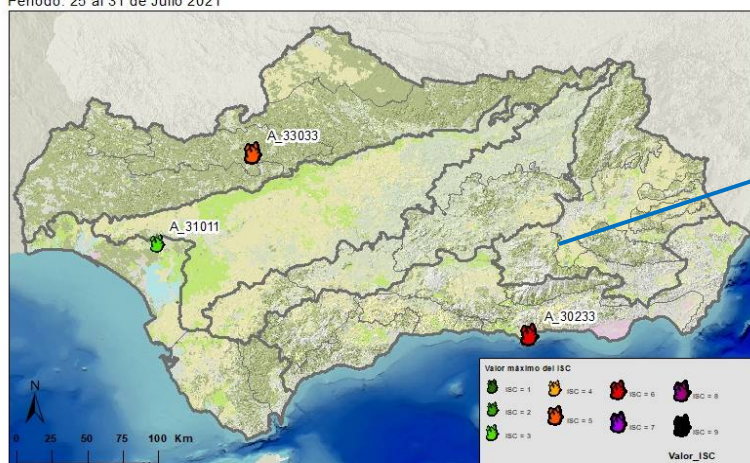 Período: 25 al 31 de Julio 2021
A_33033
A_31011
A_30233
N
0 25 50 75 100 Km
Valor máximo del ISC
ISC = 1
ISC = 2
ISC = 3
ISC = 4
ISC = 5
ISC = 6
ISC = 7
ISC = 8
ISC = 9
Valor_ISC